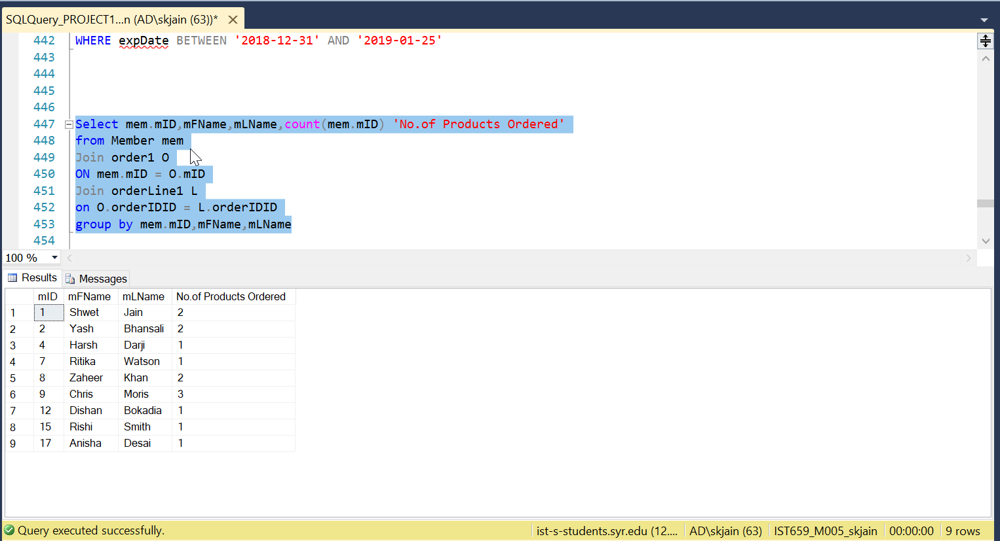 SQLQuery_PROJECT1...n (AD\skjain (63))*
442 WHERE expDate BETWEEN '2018-12-31' AND '2019-01-25'
443
444
445
446
447 Select mem.mID,mFName,mLName,count(mem.mID) 'No.of Products Ordered'
448 from Member mem
449 Join order1 O
450 ON mem.mID = O.mID
451 Join orderLine1 L
452 on O.orderIDID = L.orderIDID
453 group by mem.mID,mFName,mLName
454
100 %
Results Messages
mID mFName mLName No.of Products Ordered
1 1 Shwet Jain 2
2 2 Yash Bhansali 2
3 4 Harsh Darji 1
4 7 Ritika Watson 1
5 8 Zaheer Khan 2
6 9 Chris Moris 3
7 12 Dishan Bokadia 1
8 15 Rishi Smith 1
9 17 Anisha Desai 1
Query executed successfully. ist-s-students.syr.edu (12.... AD\skjain (63) IST659_M005_skjain 00:00:00 9 rows